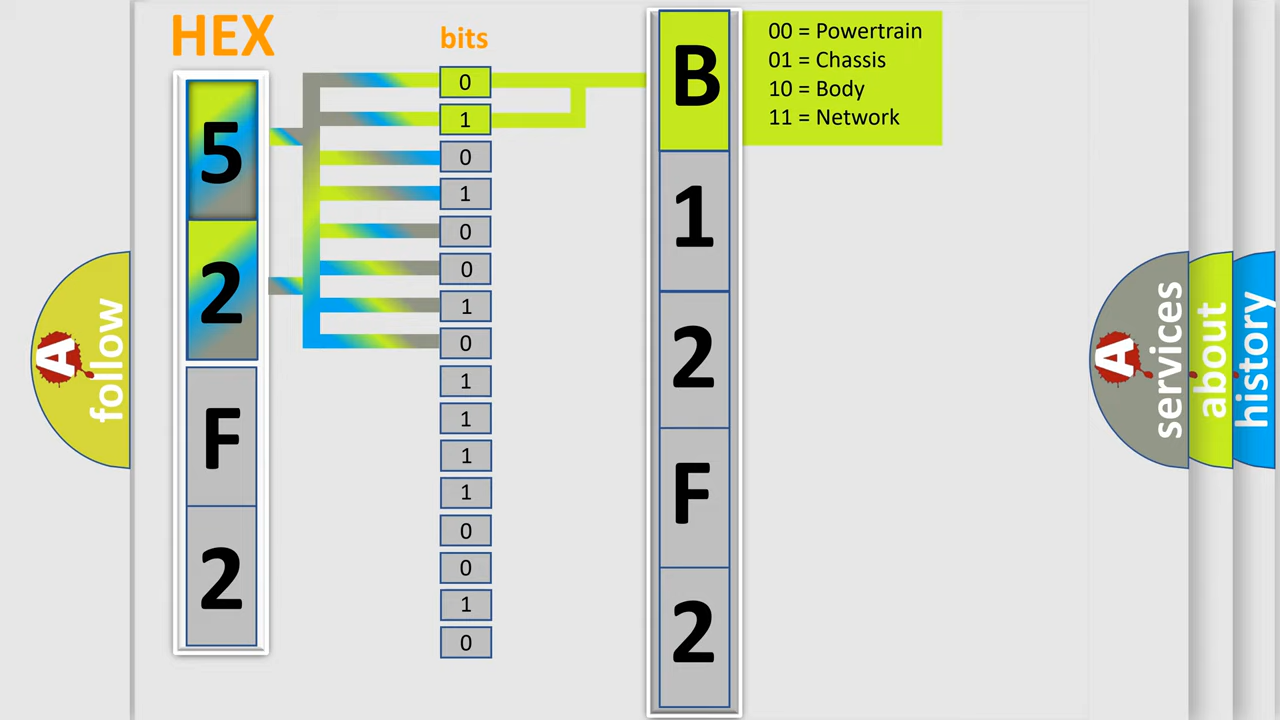 HEX
bits
5
2
F
2
0
1
0
1
0
0
1
0
1
1
1
1
0
0
1
0
B
1
2
F
2
00 = Powertrain
01 = Chassis
10 = Body
11 = Network
A
follow
A
services
about
history